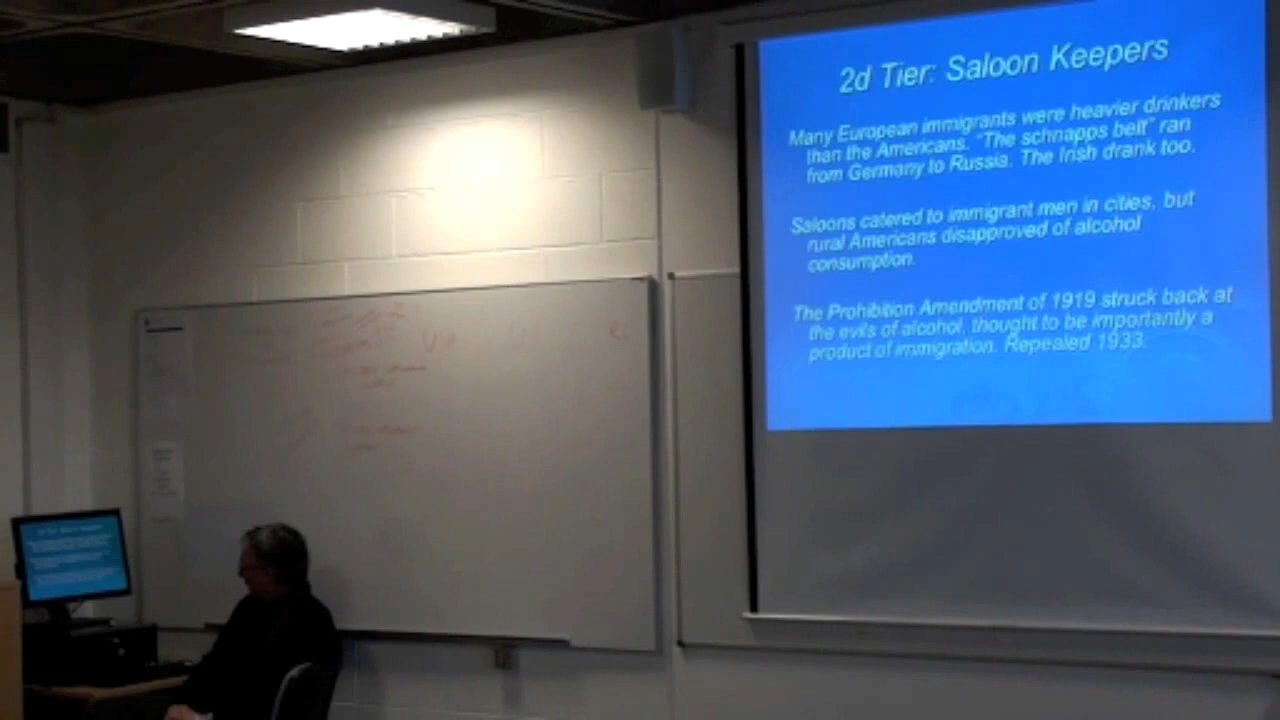 2d Tier: Saloon Keepers
Many European immigrants were heavier drinkers
than the Americans. "The schnapps belt" ran
from Germany to Russia. The Irish drank too.
Saloons catered to immigrant men in cities, but
rural Americans disapproved of alcohol
consumption.
The Prohibition Amendment of 1919 struck back at
the evils of alcohol, thought to be importantly a
product of immigration. Repealed 1933.